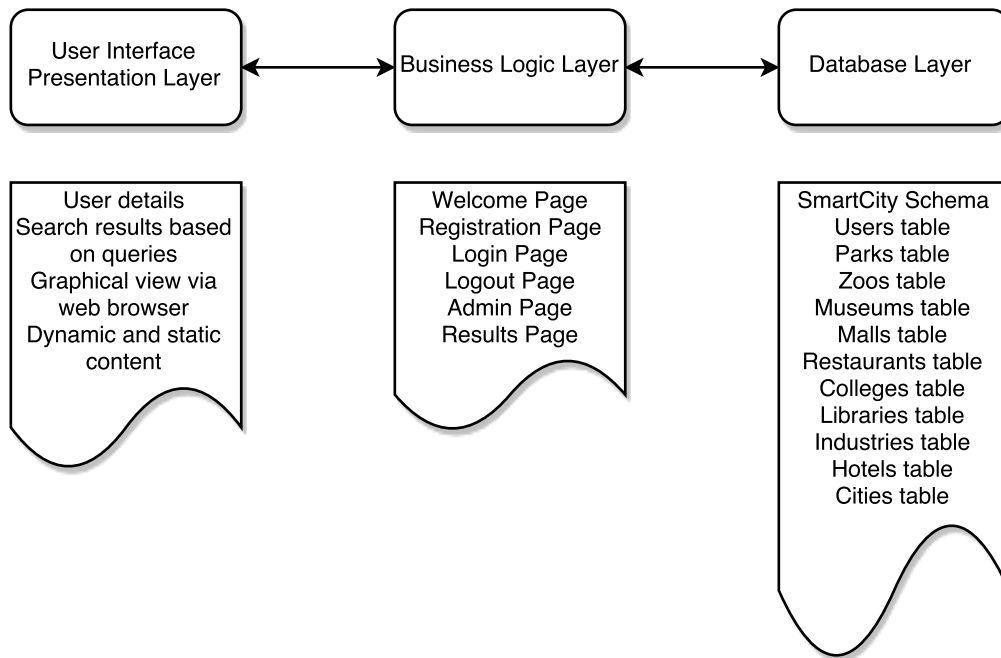 User Interface
Presentation Layer
Business Logic Layer
Database Layer
User details
Search results based
on queries
Graphical view via
web browser
Dynamic and static
content
Welcome Page
Registration Page
Login Page
Logout Page
Admin Page
Results Page
SmartCity Schema
Users table
Parks table
Zoos table
Museums table
Malls table
Restaurants table
Colleges table
Libraries table
Industries table
Hotels table
Cities table